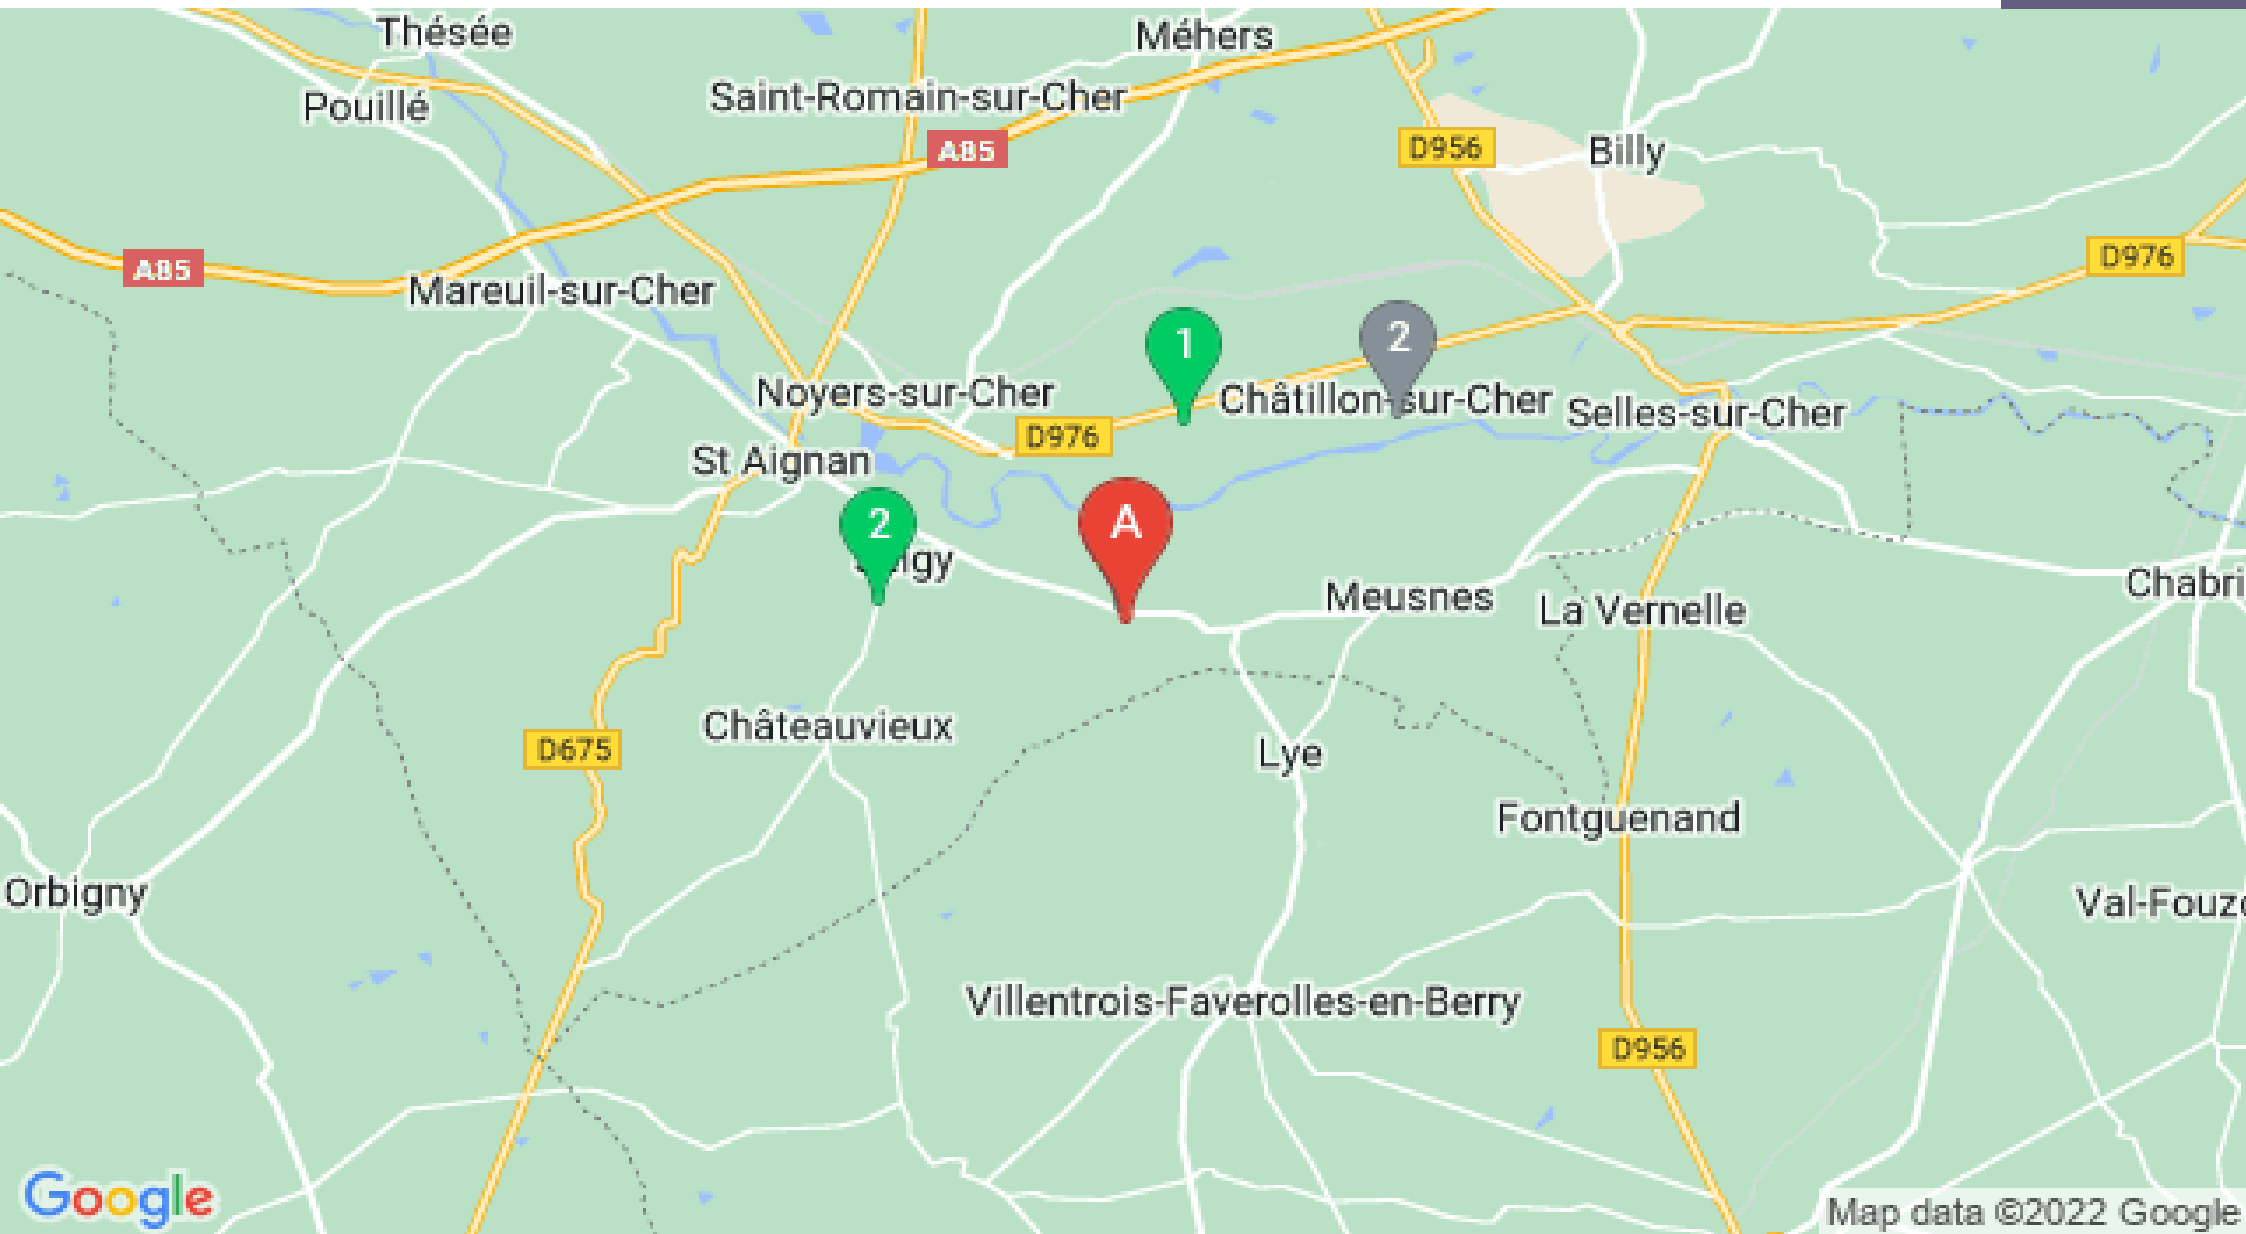 Thésée
Méhers
Pouillé
Saint-Romain-sur-Cher
A85
D956
Billy
A85
D976
Mareuil-sur-Cher
1
2
Noyers-sur-Cher
Châtillon-sur-Cher
Selles-sur-Cher
D976
St Aignan
2
A
Meusnes
La Vernelle
Chabri
Châteauvieux
D675
Lye
Fontguenand
Orbigny
Val-Fouzo
Villentrois-Faverolles-en-Berry
D956
Google
Map data ©2022 Google